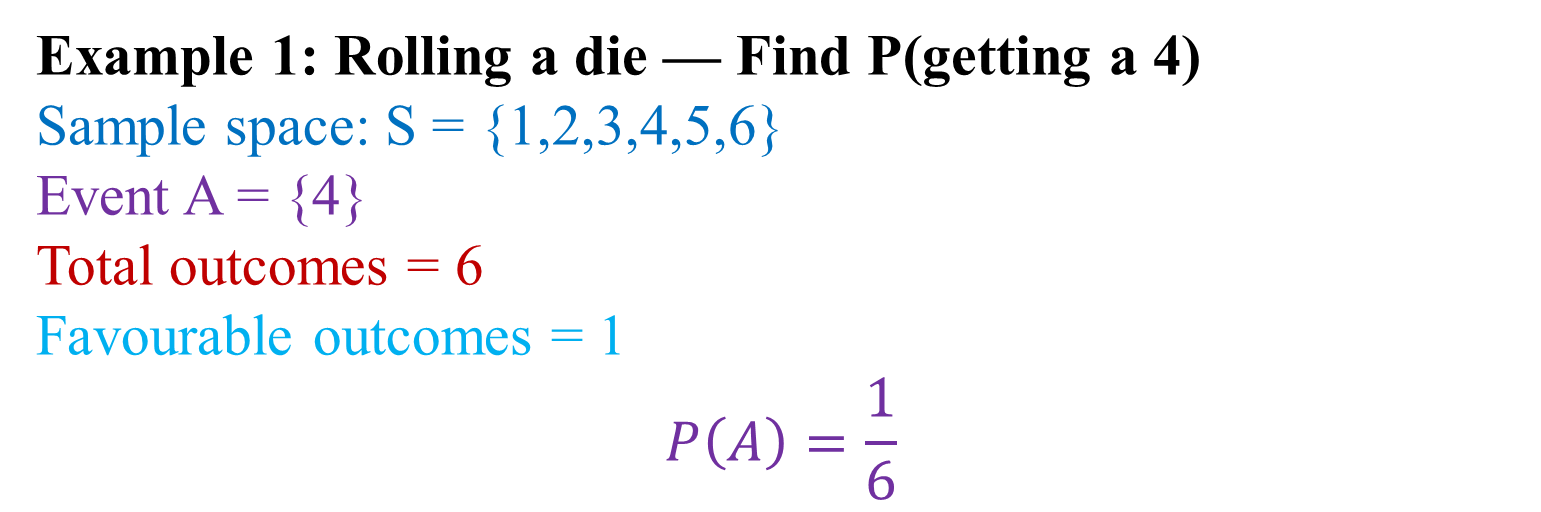 Example 1: Rolling a die — Find P(getting a 4)
Sample space: S = {1,2,3,4,5,6}
Event A = {4}
Total outcomes = 6
Favourable outcomes = 1
P(A) = 1/6